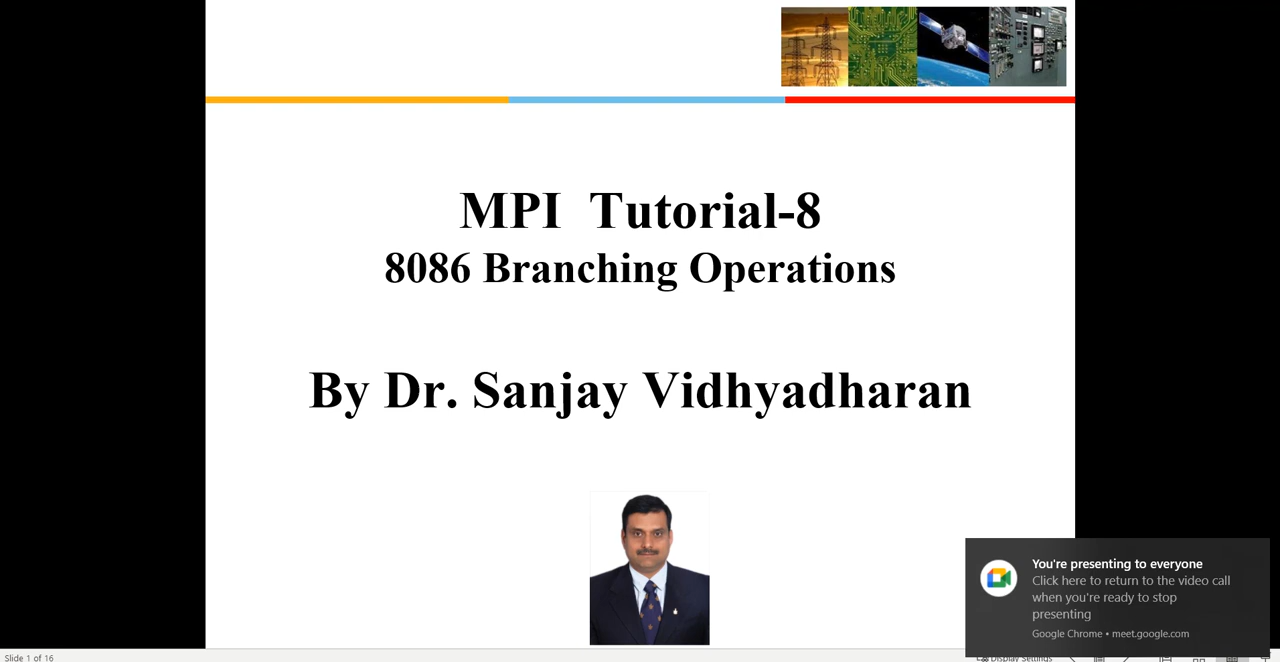 MPI Tutorial-8
8086 Branching Operations
By Dr. Sanjay Vidhyadharan
You're presenting to everyone
Click here to return to the video call
when you're ready to stop
presenting
Google Chrome • meet.google.com
Slide 1 of 16
Display Settings